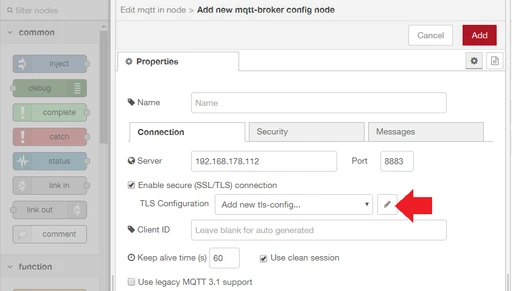 filter nodes
Edit mqtt in node > Add new mqtt-broker config node
common
Cancel
Add
inject
Properties
debug
complete
Name
Name
catch
Connection
Security
Messages
status
Server
192.168.178.112
Port
8883
link in
Enable secure (SSL/TLS) connection
link out
TLS Configuration
Add new tls-config...
comment
Client ID
Leave blank for auto generated
Keep alive time (s)
60
Use clean session
function
Use legacy MQTT 3.1 support